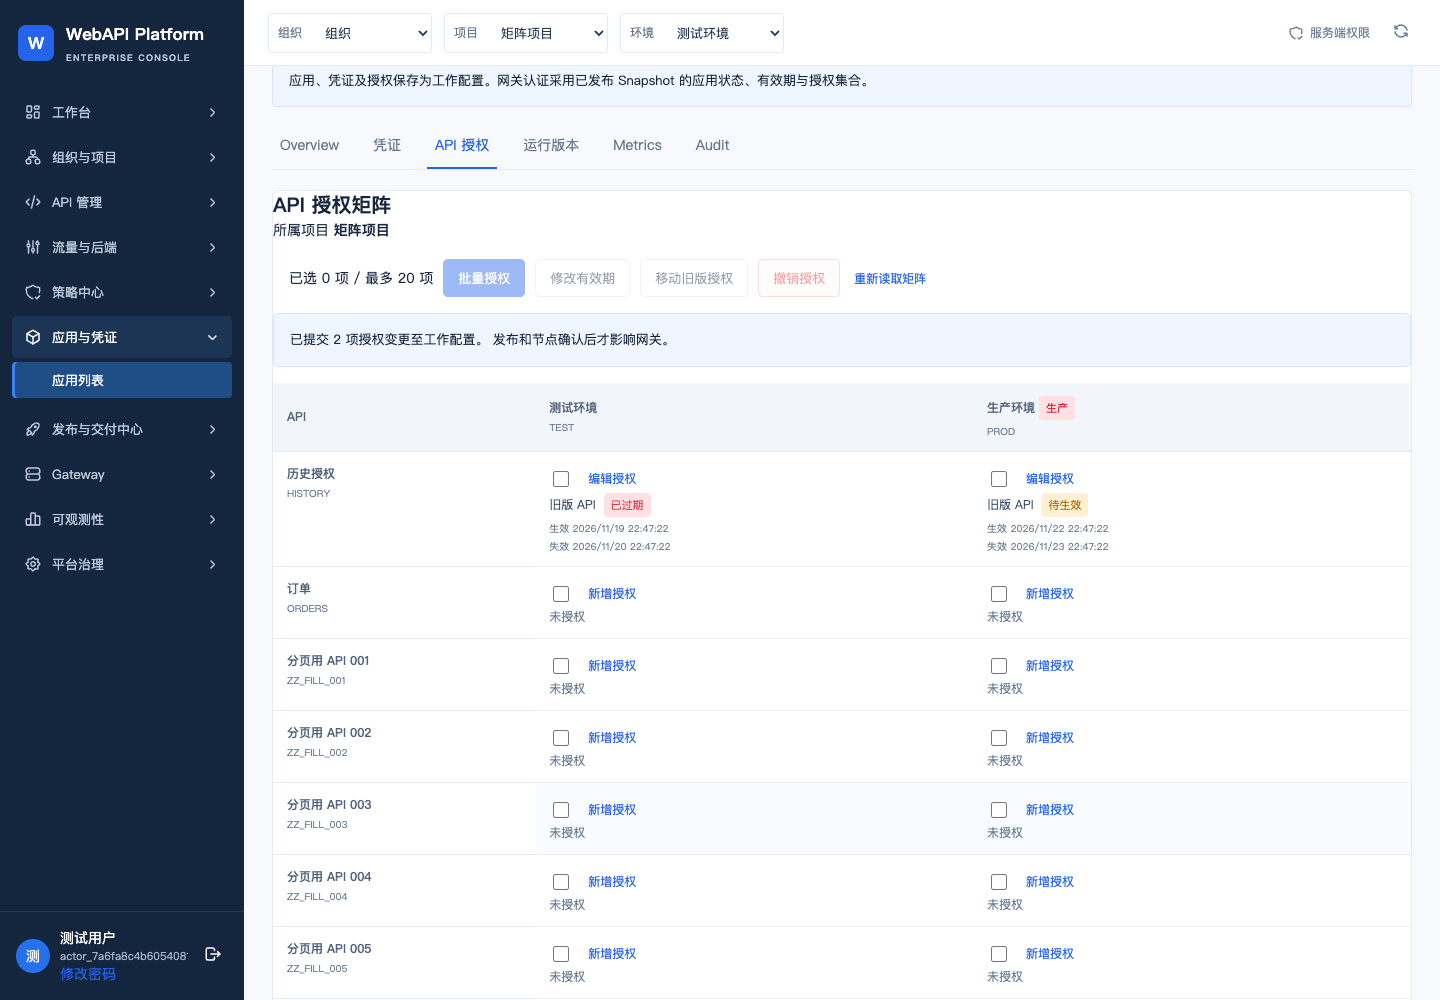 W
WebAPI Platform
ENTERPRISE CONSOLE
工作台
组织与项目
API 管理
流量与后端
策略中心
应用与凭证
应用列表
发布与交付中心
Gateway
可观测性
平台治理
测
测试用户
actor_7a6fa8c4b605408
修改密码
组织 组织
项目 矩阵项目
环境 测试环境
服务端权限
应用、凭证及授权保存为工作配置。网关认证采用已发布 Snapshot 的应用状态、有效期与授权集合。
Overview 凭证 API 授权 运行版本 Metrics Audit
API 授权矩阵
所属项目 矩阵项目
已选 0 项 / 最多 20 项 批量授权 修改有效期 移动旧版授权 撤销授权 重新读取矩阵
已提交 2 项授权变更至工作配置。 发布和节点确认后才影响网关。
API 测试环境 生产环境 生产
TEST PROD
历史授权 编辑授权 编辑授权
HISTORY 旧版 API 已过期 旧版 API 待生效
生效 2026/11/19 22:47:22 生效 2026/11/22 22:47:22
失效 2026/11/20 22:47:22 失效 2026/11/23 22:47:22
订单 新增授权 新增授权
ORDERS 未授权 未授权
分页用 API 001 新增授权 新增授权
ZZ_FILL_001 未授权 未授权
分页用 API 002 新增授权 新增授权
ZZ_FILL_002 未授权 未授权
分页用 API 003 新增授权 新增授权
ZZ_FILL_003 未授权 未授权
分页用 API 004 新增授权 新增授权
ZZ_FILL_004 未授权 未授权
分页用 API 005 新增授权 新增授权
ZZ_FILL_005 未授权 未授权